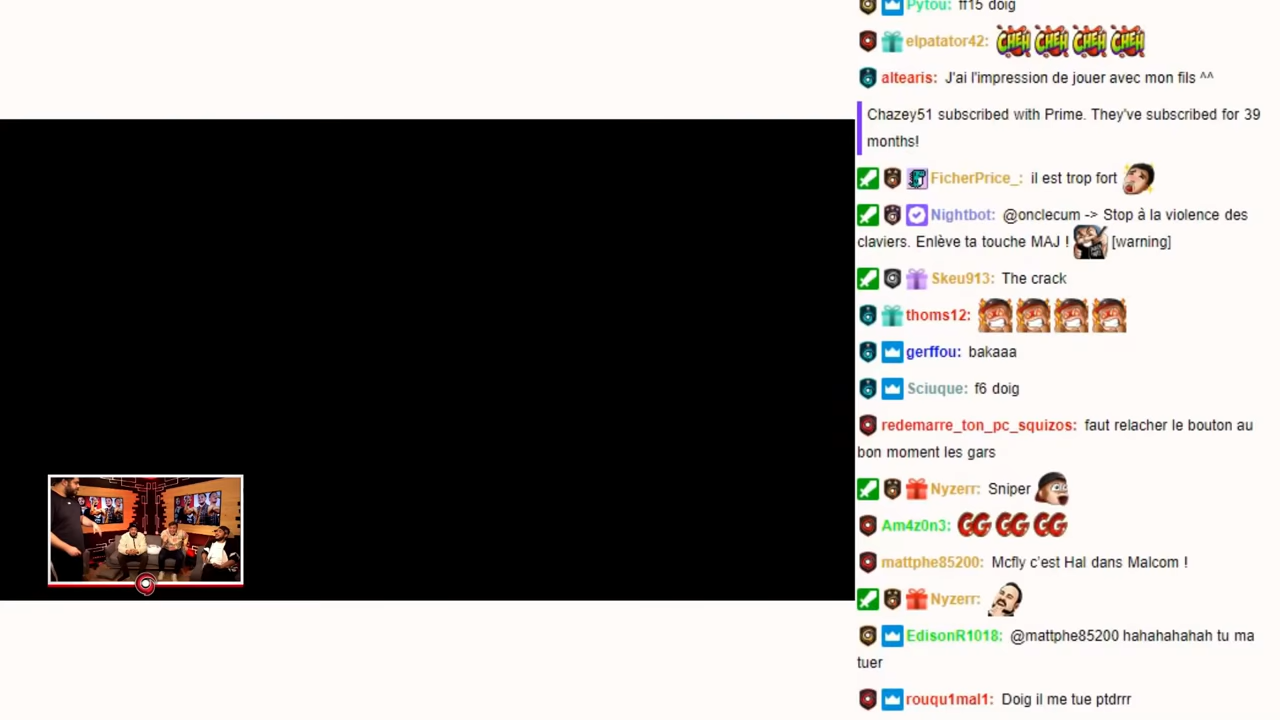 Pytou: ff15 doig
elpatator42: CHEH CHEH CHEH CHEH
altearis: J'ai l'impression de jouer avec mon fils ^^
Chazey51 subscribed with Prime. They've subscribed for 39
months!
FicherPrice_: il est trop fort
Nightbot: @onclecum -> Stop à la violence des
claviers. Enlève ta touche MAJ ! [warning]
Skeu913: The crack
thoms12:
gerffou: bakaaa
Sciuque: f6 doig
redemarre_ton_pc_squizos: faut relacher le bouton au
bon moment les gars
Nyzerr: Sniper
Am4z0n3: GG GG GG
mattphe85200: Mcfly c'est Hal dans Malcom !
Nyzerr:
EdisonR1018: @mattphe85200 hahahahahah tu ma
tuer
rouqu1mal1: Doig il me tue ptdrrr